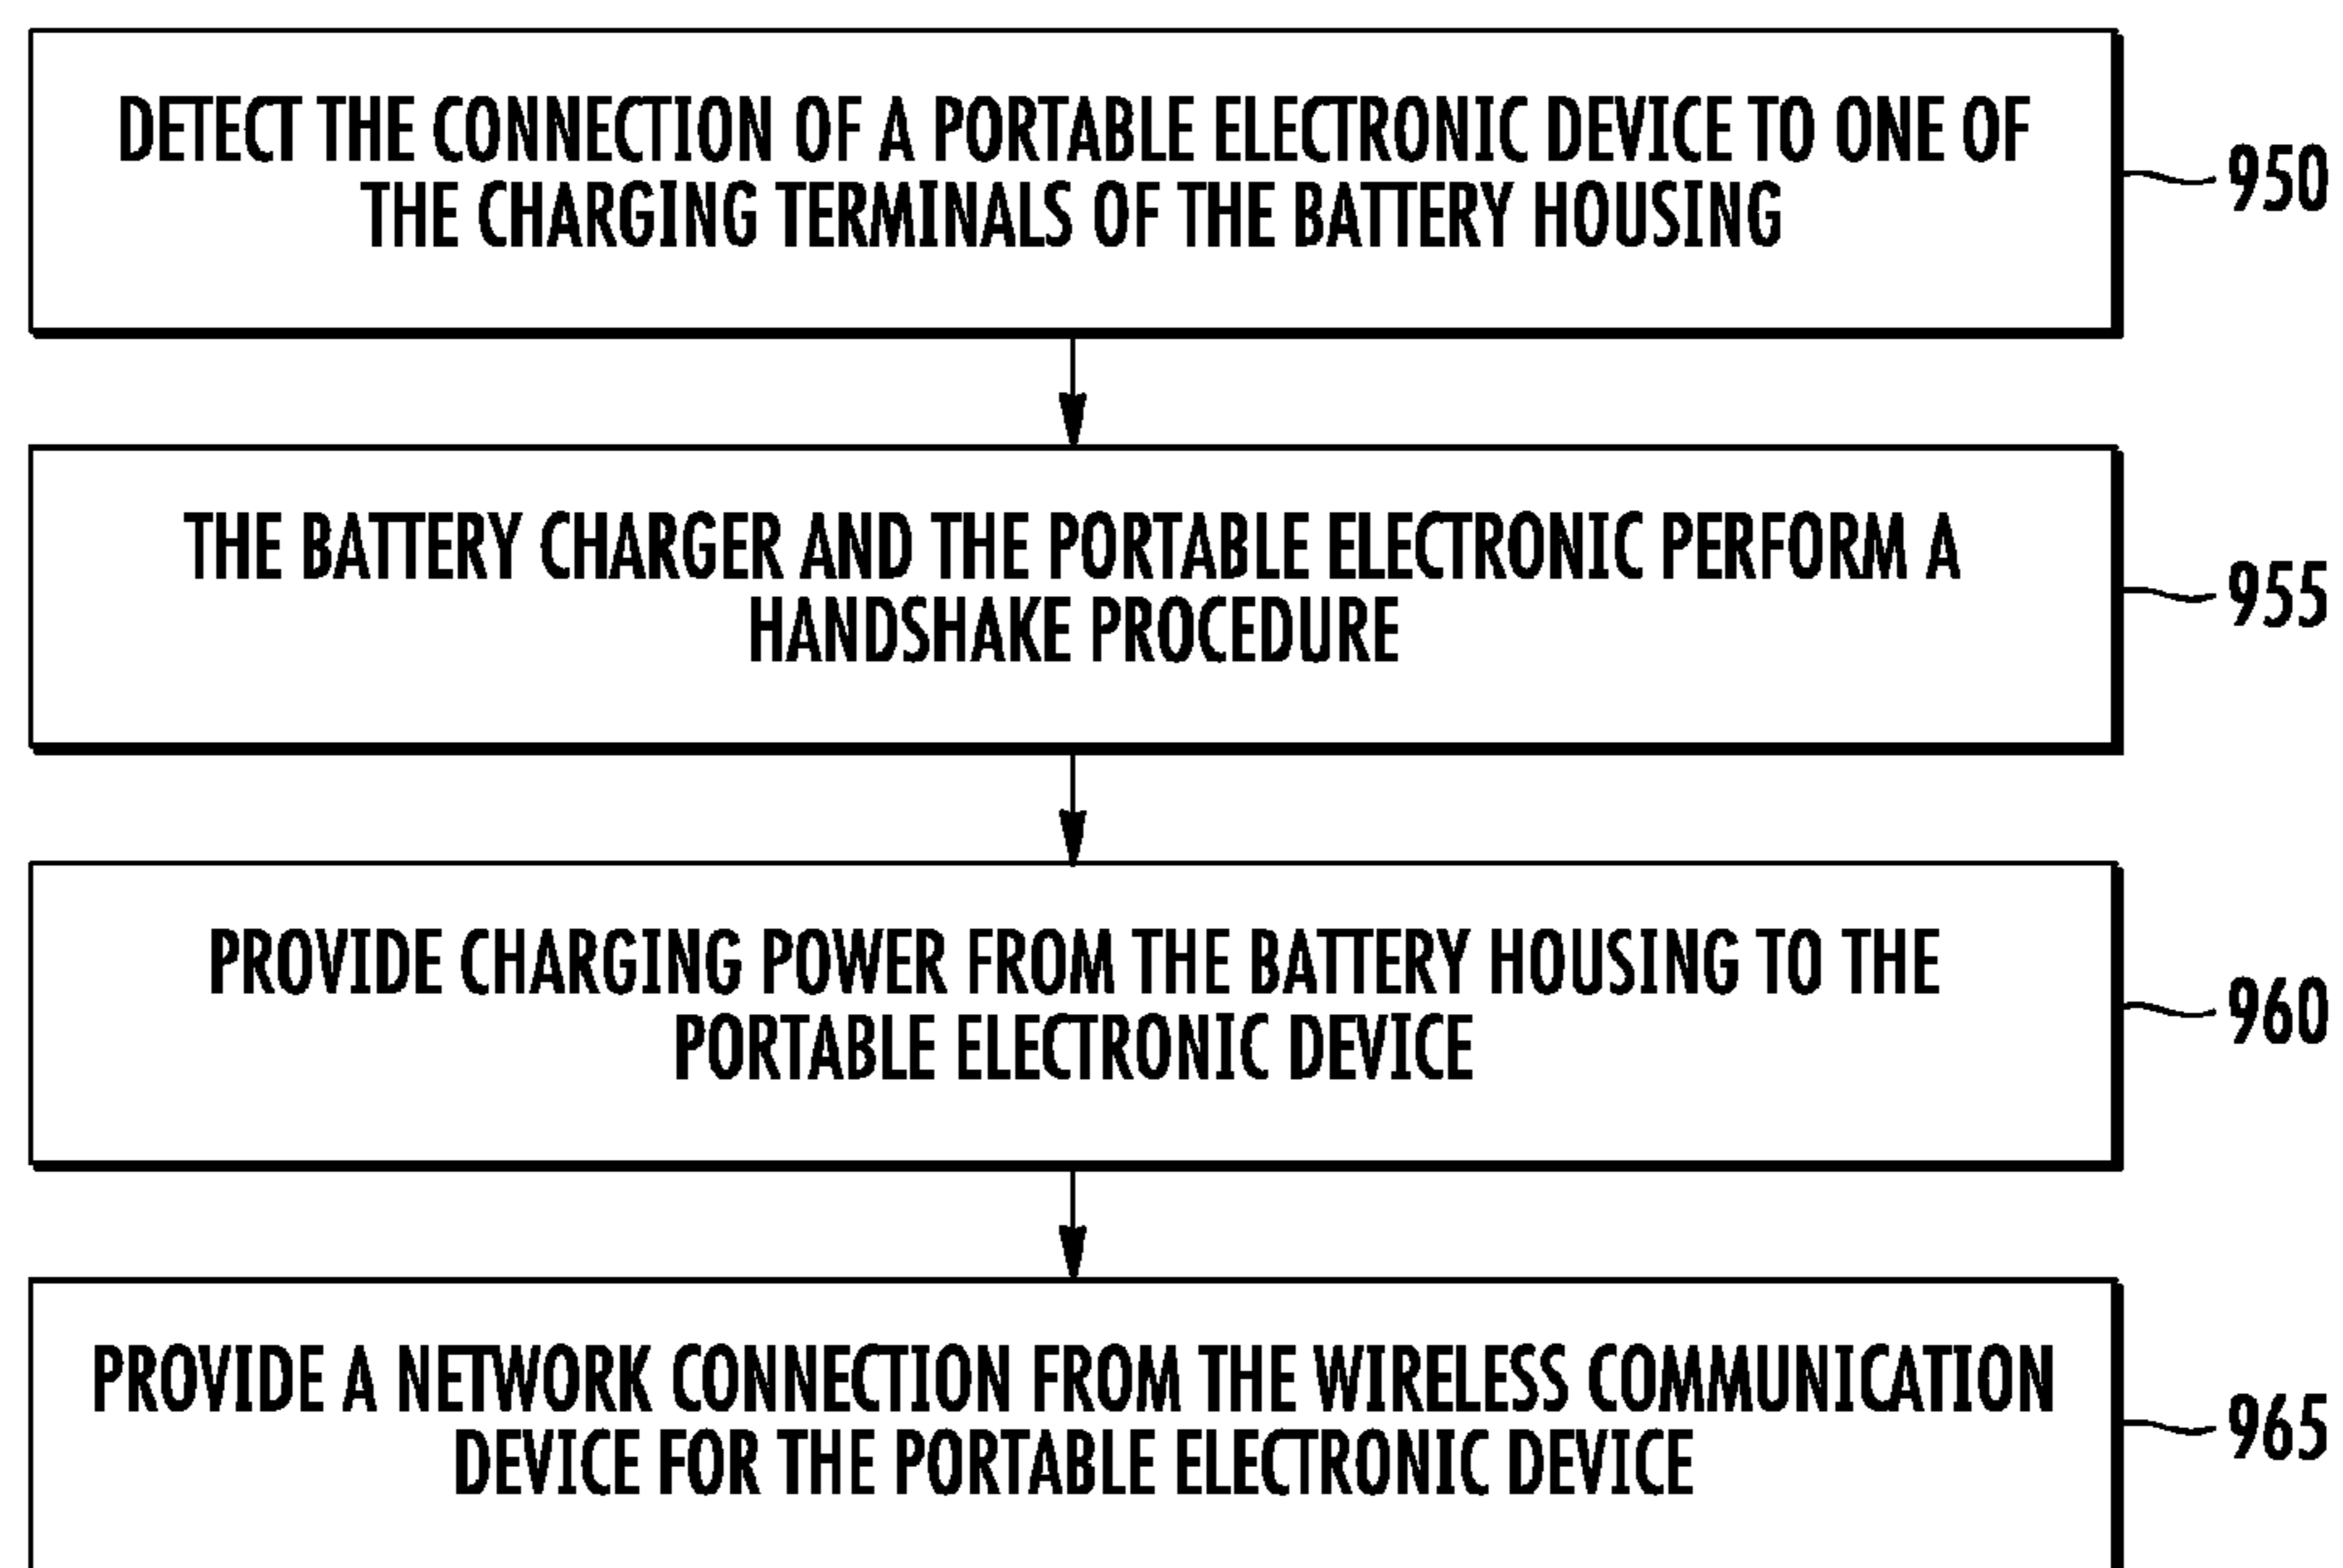 DETECT THE CONNECTION OF A PORTABLE ELECTRONIC DEVICE TO ONE OF
THE CHARGING TERMINALS OF THE BATTERY HOUSING
950
THE BATTERY CHARGER AND THE PORTABLE ELECTRONIC PERFORM A
HANDSHAKE PROCEDURE
955
PROVIDE CHARGING POWER FROM THE BATTERY HOUSING TO THE
PORTABLE ELECTRONIC DEVICE
960
PROVIDE A NETWORK CONNECTION FROM THE WIRELESS COMMUNICATION
DEVICE FOR THE PORTABLE ELECTRONIC DEVICE
965